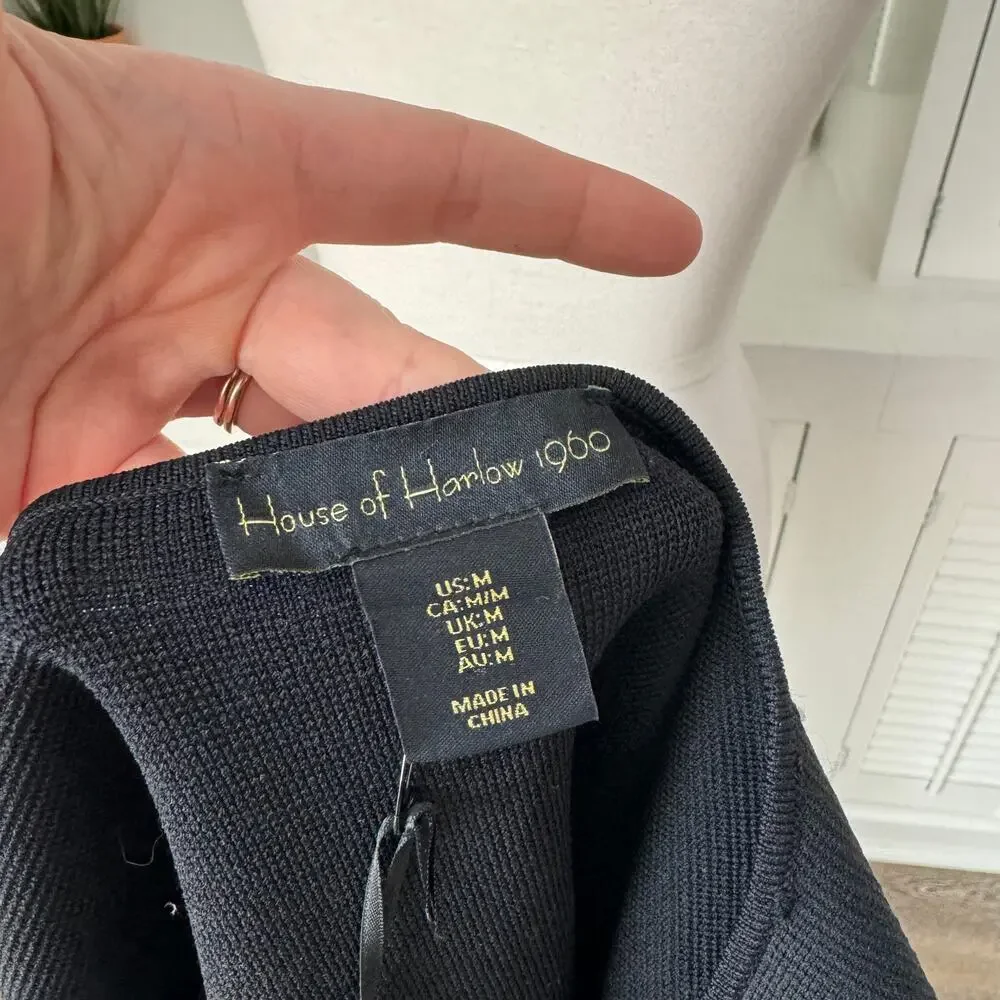 House of Harlow 1960
US: M
CA: M/M
UK: M
EU: M
AU: M
MADE IN
CHINA